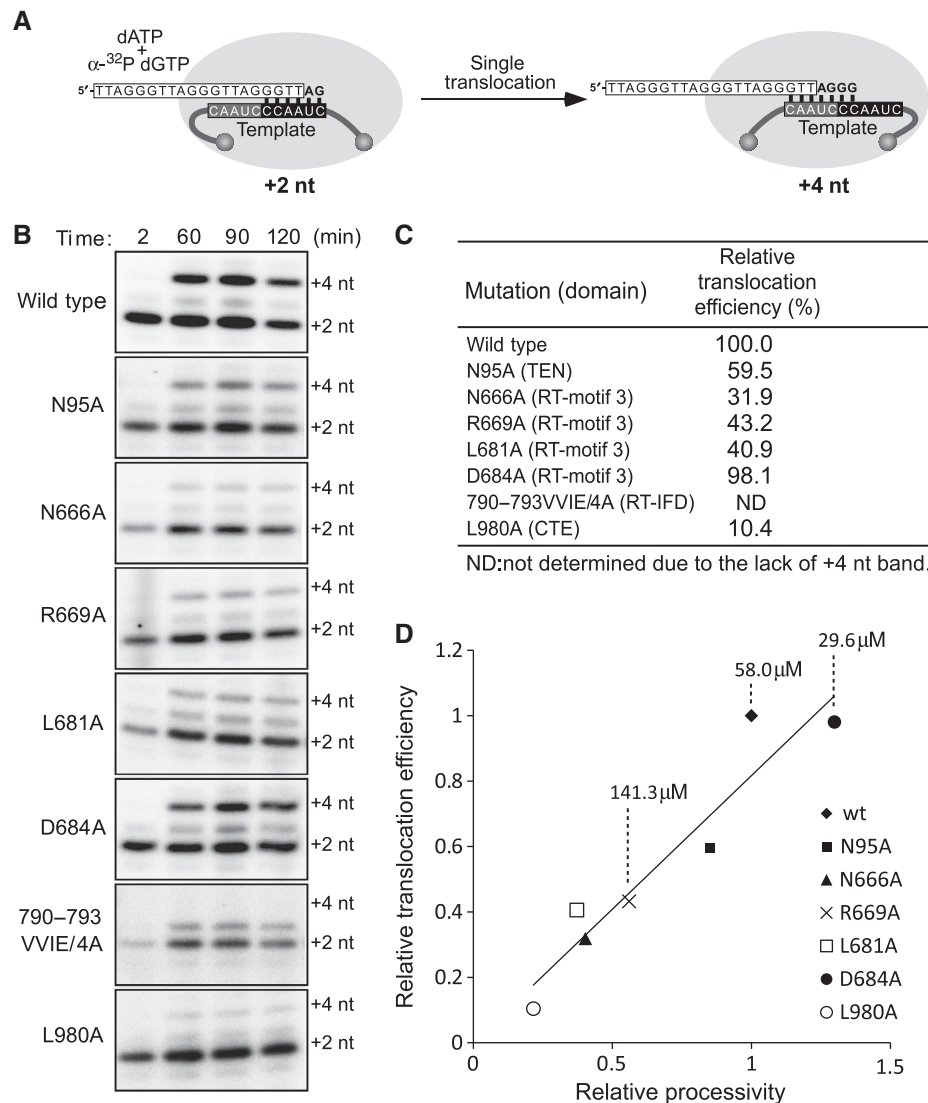 A
dATP
+
α-³²P dGTP
5′-TTAGGGTTAGGGTTAGGGTTAG
CAAUCCCAAUC
Template
+2 nt
Single
translocation
5′-TTAGGGTTAGGGTTAGGGTTAGGG
CAAUCCCAAUC
Template
+4 nt
B
Time: 2 60 90 120 (min)
Wild type
+4 nt
+2 nt
N95A
+4 nt
+2 nt
N666A
+4 nt
+2 nt
R669A
+4 nt
+2 nt
L681A
+4 nt
+2 nt
D684A
+4 nt
+2 nt
790–793
VVIE/4A
+4 nt
+2 nt
L980A
+4 nt
+2 nt
C
Mutation (domain)
Relative
translocation
efficiency (%)
Wild type 100.0
N95A (TEN) 59.5
N666A (RT-motif 3) 31.9
R669A (RT-motif 3) 43.2
L681A (RT-motif 3) 40.9
D684A (RT-motif 3) 98.1
790–793VVIE/4A (RT-IFD) ND
L980A (CTE) 10.4
ND:not determined due to the lack of +4 nt band.
D
Relative translocation efficiency
1.2
1
0.8
0.6
0.4
0.2
0
0 0.5 1 1.5
Relative processivity
141.3μM
58.0μM
29.6μM
wt
N95A
N666A
R669A
L681A
D684A
L980A